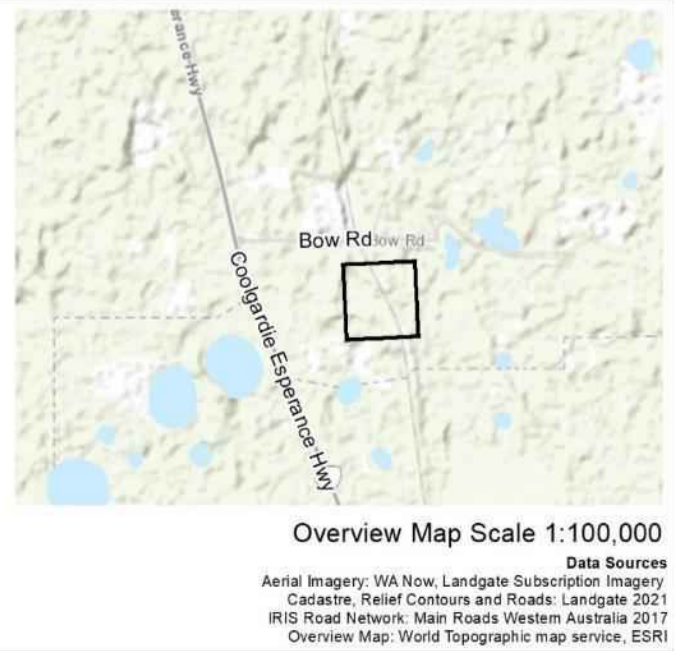 erance-Hwy
Bow Rd
Bow Rd
Coolgardie-Esperance-Hwy
Overview Map Scale 1:100,000
Data Sources
Aerial Imagery: WA Now, Landgate Subscription Imagery
Cadastre, Relief Contours and Roads: Landgate 2021
IRIS Road Network: Main Roads Western Australia 2017
Overview Map: World Topographic map service, ESRI